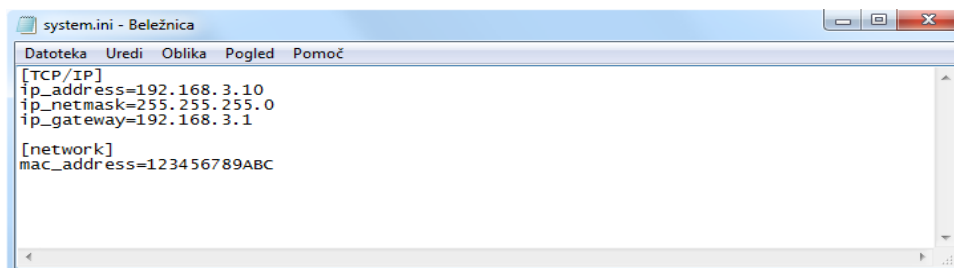 system.ini - Beležnica
Datoteka Uredi Oblika Pogled Pomoč
[TCP/IP]
ip_address=192.168.3.10
ip_netmask=255.255.255.0
ip_gateway=192.168.3.1
[network]
mac_address=123456789ABC